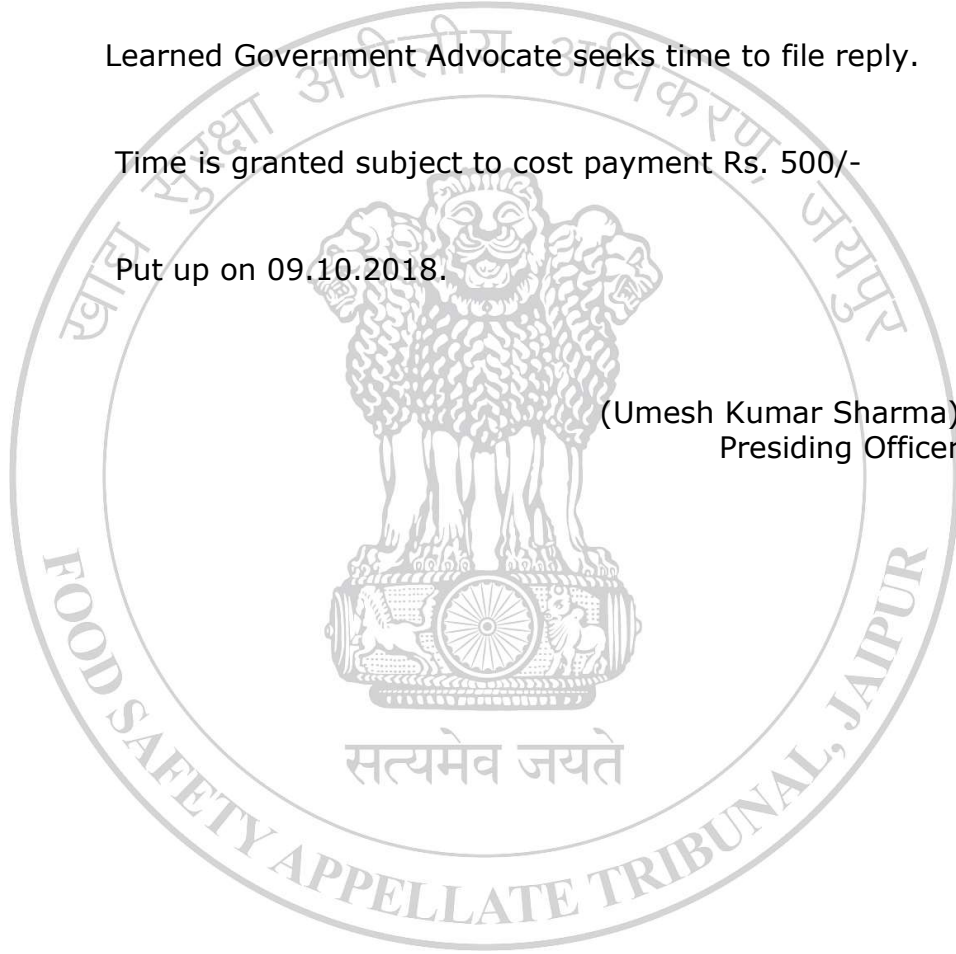 Learned Government Advocate seeks time to file reply.
खाद्य सुरक्षा अपीलीय अधिकरण, जयपुर
Time is granted subject to cost payment Rs. 500/-
Put up on 09.10.2018.
(Umesh Kumar Sharma)
Presiding Officer
सत्यमेव जयते
FOOD SAFETY APPELLATE TRIBUNAL, JAIPUR